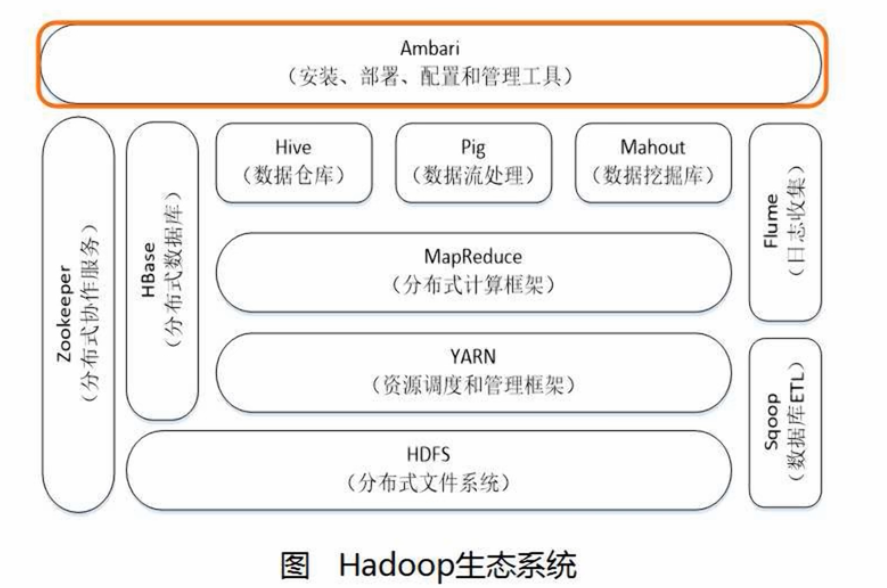 Ambari
（安装、部署、配置和管理工具）
Zookeeper
（分布式协作服务）
HBase
（分布式数据库）
Hive
（数据仓库）
Pig
（数据流处理）
Mahout
（数据挖掘库）
MapReduce
（分布式计算框架）
YARN
（资源调度和管理框架）
HDFS
（分布式文件系统）
Flume
（日志收集）
Sqoop
（数据库ETL）
图 Hadoop生态系统